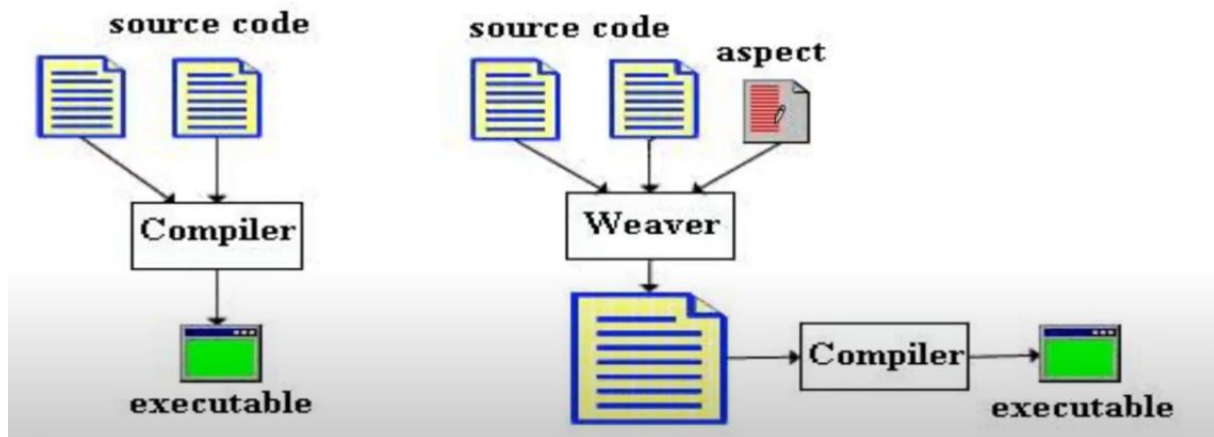 source code
Compiler
executable
source code
aspect
Weaver
Compiler
executable